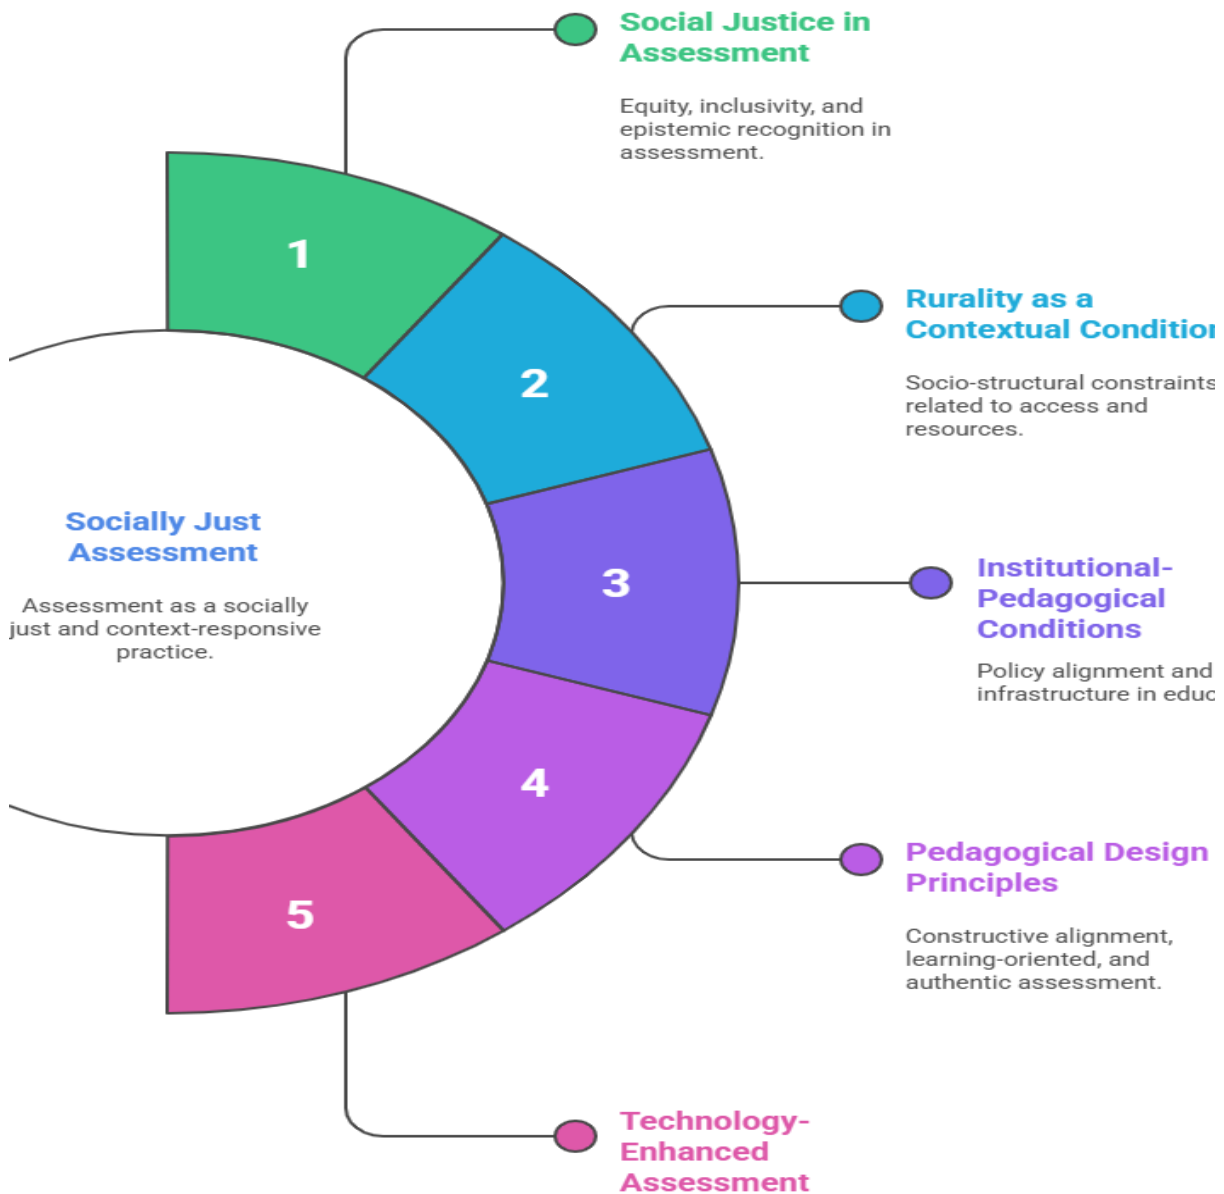 Social Justice in
Assessment
Equity, inclusivity, and
epistemic recognition in
assessment.
1
Rurality as a
Contextual Condition
Socio-structural constraints
related to access and
resources.
2
Socially Just
Assessment
Assessment as a socially
just and context-responsive
practice.
3
Institutional-
Pedagogical
Conditions
Policy alignment and
infrastructure in educ
4
Pedagogical Design
Principles
Constructive alignment,
learning-oriented, and
authentic assessment.
5
Technology-
Enhanced
Assessment